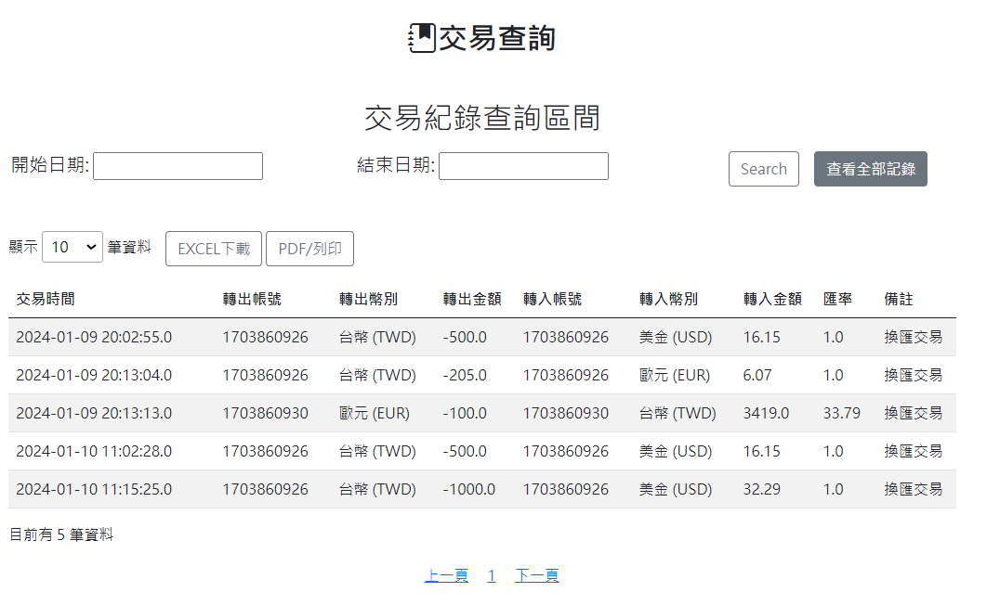 交易查詢
交易紀錄查詢區間
開始日期: 結束日期: Search 查看全部記錄
顯示 10 筆資料 EXCEL下載 PDF/列印
交易時間 轉出帳號 轉出幣別 轉出金額 轉入帳號 轉入幣別 轉入金額 匯率 備註
2024-01-09 20:02:55.0 1703860926 台幣 (TWD) -500.0 1703860926 美金 (USD) 16.15 1.0 換匯交易
2024-01-09 20:13:04.0 1703860926 台幣 (TWD) -205.0 1703860926 歐元 (EUR) 6.07 1.0 換匯交易
2024-01-09 20:13:13.0 1703860930 歐元 (EUR) -100.0 1703860930 台幣 (TWD) 3419.0 33.79 換匯交易
2024-01-10 11:02:28.0 1703860926 台幣 (TWD) -500.0 1703860926 美金 (USD) 16.15 1.0 換匯交易
2024-01-10 11:15:25.0 1703860926 台幣 (TWD) -1000.0 1703860926 美金 (USD) 32.29 1.0 換匯交易
目前有 5 筆資料
上一頁 1 下一頁